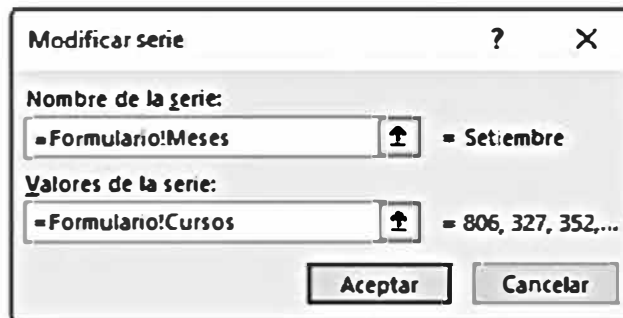 Modificar serie ? X
Nombre de la serie:
=Formulario!Meses = Setiembre
Valores de la serie:
=Formulario!Cursos = 806, 327, 352,...
Aceptar Cancelar